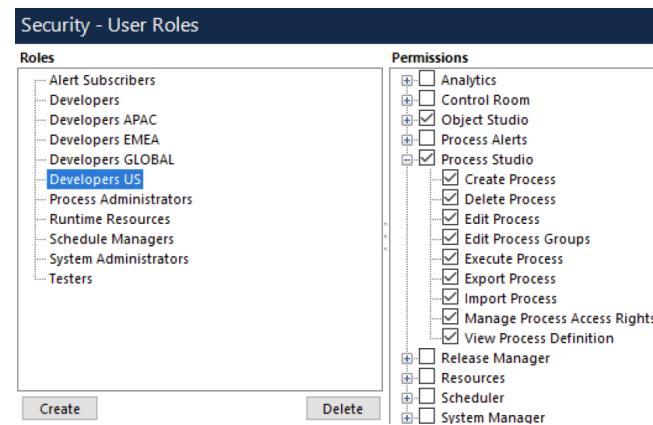 Security - User Roles
Roles
Alert Subscribers
Developers
Developers APAC
Developers EMEA
Developers GLOBAL
Developers US
Process Administrators
Runtime Resources
Schedule Managers
System Administrators
Testers
Create
Delete
Permissions
Analytics
Control Room
Object Studio
Process Alerts
Process Studio
Create Process
Delete Process
Edit Process
Edit Process Groups
Execute Process
Export Process
Import Process
Manage Process Access Rights
View Process Definition
Release Manager
Resources
Scheduler
System Manager